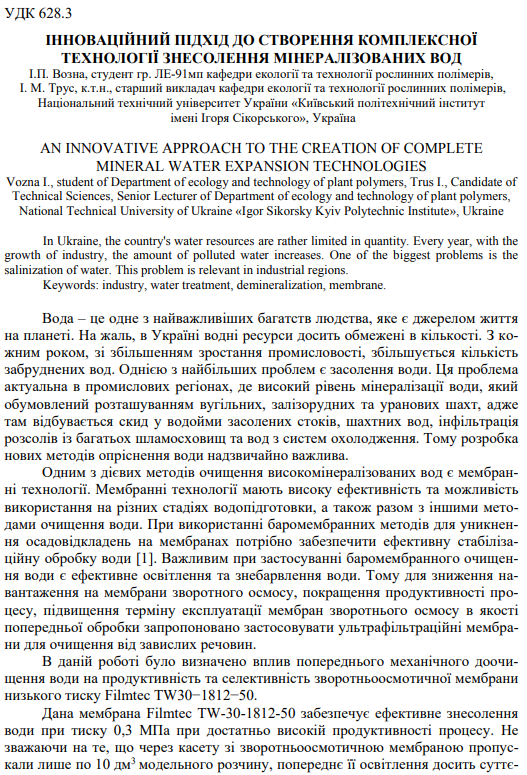 УДК 628.3
ІННОВАЦІЙНИЙ ПІДХІД ДО СТВОРЕННЯ КОМПЛЕКСНОЇ
ТЕХНОЛОГІЇ ЗНЕСОЛЕННЯ МІНЕРАЛІЗОВАНИХ ВОД
І.П. Возна, студент гр. ЛЕ-91мп кафедри екології та технології рослинних полімерів,
І. М. Трус, к.т.н., старший викладач кафедри екології та технології рослинних полімерів,
Національний технічний університет України «Київський політехнічний інститут
імені Ігоря Сікорського», Україна
AN INNOVATIVE APPROACH TO THE CREATION OF COMPLETE
MINERAL WATER EXPANSION TECHNOLOGIES
Vozna I., student of Department of ecology and technology of plant polymers, Trus I., Candidate of
Technical Sciences, Senior Lecturer of Department of ecology and technology of plant polymers,
National Technical University of Ukraine «Igor Sikorsky Kyiv Polytechnic Institute», Ukraine
In Ukraine, the country's water resources are rather limited in quantity. Every year, with the
growth of industry, the amount of polluted water increases. One of the biggest problems is the
salinization of water. This problem is relevant in industrial regions.
Keywords: industry, water treatment, demineralization, membrane.
Вода – це одне з найважливіших багатств людства, яке є джерелом життя
на планеті. На жаль, в Україні водні ресурси досить обмежені в кількості. З ко-
жним роком, зі збільшенням зростання промисловості, збільшується кількість
забруднених вод. Однією з найбільших проблем є засолення води. Ця проблема
актуальна в промислових регіонах, де високий рівень мінералізації води, який
обумовлений розташуванням вугільних, залізорудних та уранових шахт, адже
там відбувається скид у водойми засолених стоків, шахтних вод, інфільтрація
розсолів із багатьох шламосховищ та вод з систем охолодження. Тому розробка
нових методів опріснення води надзвичайно важлива.
Одним з дієвих методів очищення високомінералізованих вод є мембран-
ні технології. Мембранні технології мають високу ефективність та можливість
використання на різних стадіях водопідготовки, а також разом з іншими мето-
дами очищення води. При використанні баромембранних методів для уникнен-
ня осадовідкладень на мембранах потрібно забезпечити ефективну стабіліза-
ційну обробку води [1]. Важливим при застосуванні баромембранного очищен-
ня води є ефективне освітлення та знебарвлення води. Тому для зниження на-
вантаження на мембрани зворотного осмосу, покращення продуктивності про-
цесу, підвищення терміну експлуатації мембран зворотнього осмосу в якості
попередньої обробки запропоновано застосовувати ультрафільтраційні мембра-
ни для очищення від завислих речовин.
В даній роботі було визначено вплив попереднього механічного доочи-
щення води на продуктивність та селективність зворотньоосмотичної мембрани
низького тиску Filmtec TW30−1812−50.
Дана мембрана Filmtec TW-30-1812-50 забезпечує ефективне знесолення
води при тиску 0,3 МПа при достатньо високій продуктивності процесу. Не
зважаючи на те, що через касету зі зворотньоосмотичною мембраною пропус-
кали лише по 10 дм³ модельного розчину, попереднє її освітлення досить суттє-